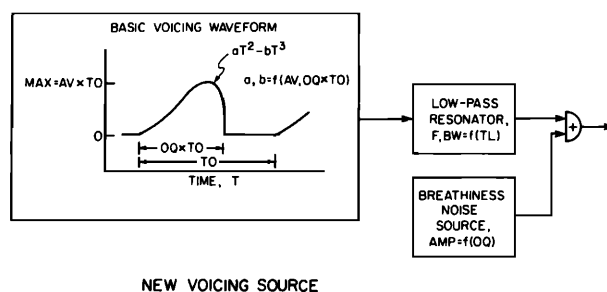 BASIC VOICING WAVEFORM
aT²-bT³
MAX=AV×TO
a, b=f(AV,OQ×TO)
O
OQ×TO
TO
TIME, T
LOW-PASS
RESONATOR,
F, BW=f(TL)
+
BREATHINESS
NOISE
SOURCE,
AMP=f(OQ)
NEW VOICING SOURCE